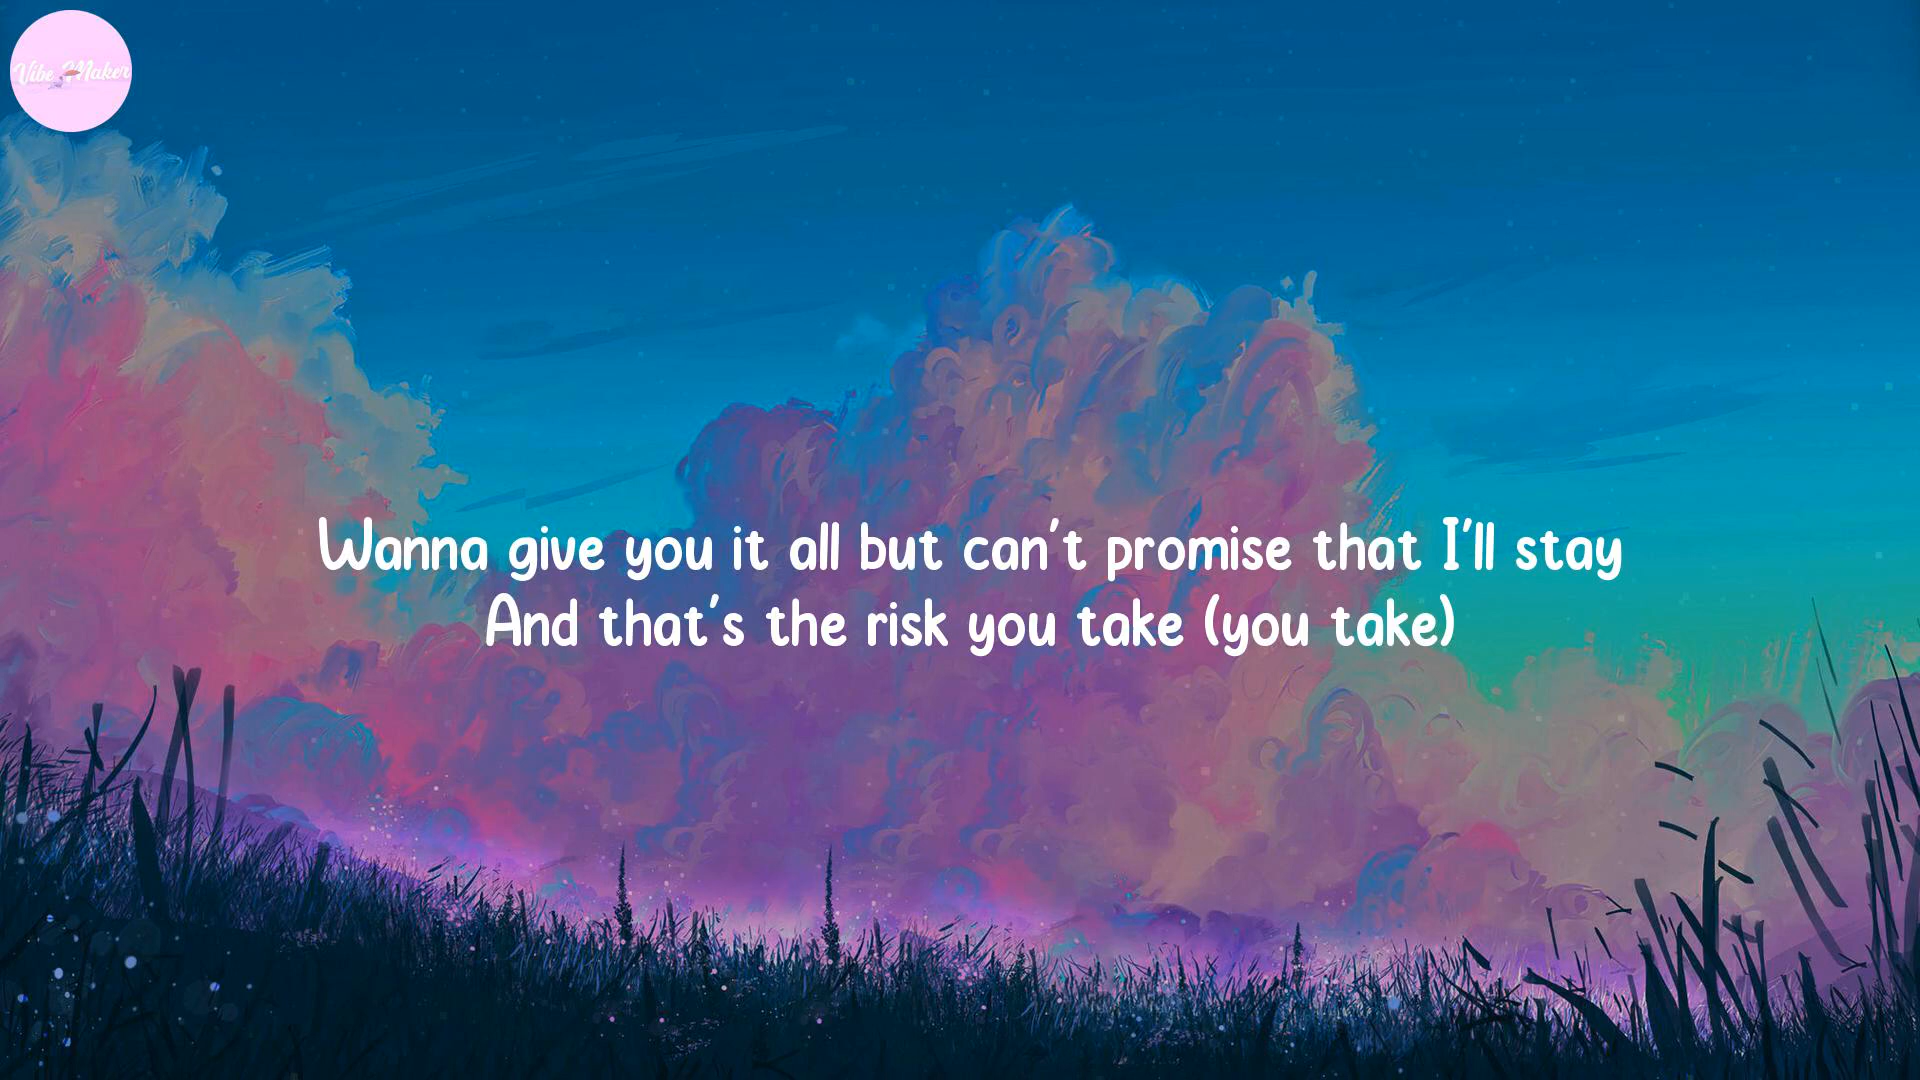 Vibe Maker
Wanna give you it all but can't promise that I'll stay
And that's the risk you take (you take)